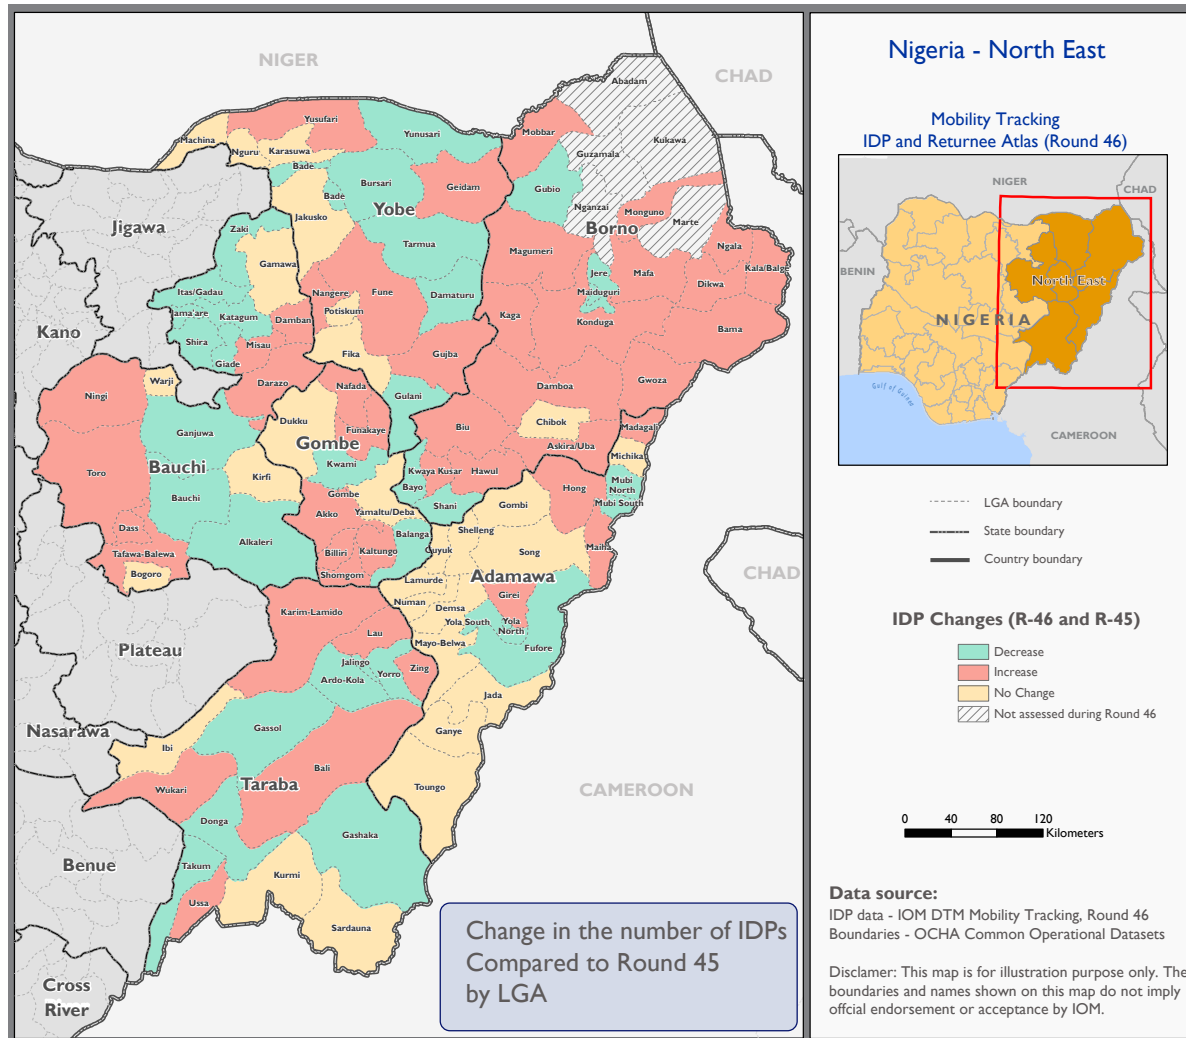 NIGER
CHAD
Abadam
Yusufari
Yunusari
Mobbar
Kukawa
Machina
Nguru
Karasuwa
Guzamala
Bade
Bursari
Geidam
Gubio
Bade
Yobe
Nganzai
Monguno
Jakusko
Borno
Marte
Jigawa
Zaki
Tarmua
Magumeri
Ngala
Gamawa
Jere
Mafa
Kala/Balge
Itas/Gadau
Nangere
Fune
Damaturu
Maiduguri
Dikwa
Jama'are
Katagum
Damban
Potiskum
Kaga
Konduga
Kano
Bama
Shira
Misau
Fika
Gujba
Giade
Warji
Darazo
Nafada
Damboa
Gwoza
Ningi
Gulani
Dukku
Chibok
Madagali
Ganjuwa
Gombe
Funakaye
Biu
Askira/Uba
Michika
Bauchi
Kwami
Toro
Kirfi
Kwaya Kusar
Hawul
Mubi
North
Bayo
Hong
Bauchi
Gombe
Shani
Gombi
Mubi South
Akko
Yamaltu/Deba
Dass
Shelleng
Balanga
Alkaleri
Tafawa-Balewa
Billiri
Kaltungo
Guyuk
Song
Maiha
CHAD
Bogoro
Shomgom
Lamurde
Adamawa
Girei
Karim-Lamido
Numan
Demsa
Yola South
Yola
North
Lau
Mayo-Belwa
Fufore
Plateau
Jalingo
Ardo-Kola
Yorro
Zing
Jada
Nasarawa
Gassol
Ganye
Ibi
Bali
Taraba
Toungo
CAMEROON
Wukari
Donga
Gashaka
Benue
Takum
Kurmi
Ussa
Sardauna
Cross
River
Change in the number of IDPs
Compared to Round 45
by LGA
Nigeria - North East
Mobility Tracking
IDP and Returnee Atlas (Round 46)
NIGER
CHAD
BENIN
North East
NIGERIA
Gulf of Guinea
CAMEROON
LGA boundary
State boundary
Country boundary
IDP Changes (R-46 and R-45)
Decrease
Increase
No Change
Not assessed during Round 46
0 40 80 120
Kilometers
Data source:
IDP data - IOM DTM Mobility Tracking, Round 46
Boundaries - OCHA Common Operational Datasets
Disclamer: This map is for illustration purpose only. The
boundaries and names shown on this map do not imply
offcial endorsement or acceptance by IOM.